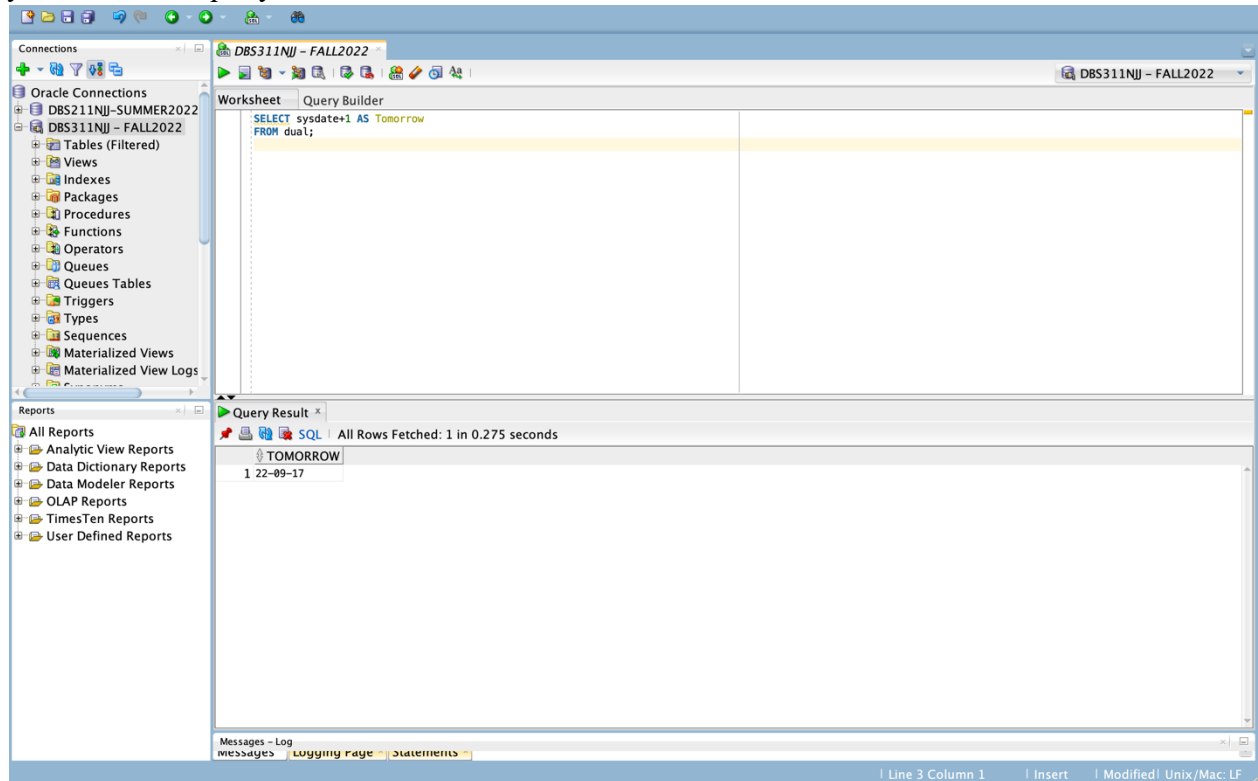 Connections
Oracle Connections
DBS211NJJ-SUMMER2022
DBS311NJJ - FALL2022
Tables (Filtered)
Views
Indexes
Packages
Procedures
Functions
Operators
Queues
Queues Tables
Triggers
Types
Sequences
Materialized Views
Materialized View Logs
Reports
All Reports
Analytic View Reports
Data Dictionary Reports
Data Modeler Reports
OLAP Reports
TimesTen Reports
User Defined Reports
DBS311NJJ - FALL2022
DBS311NJJ - FALL2022
Worksheet Query Builder
SELECT sysdate+1 AS Tomorrow
FROM dual;
Query Result
SQL | All Rows Fetched: 1 in 0.275 seconds
TOMORROW
1 22-09-17
Messages - Log
Messages Logging Page Statements
| Line 3 Column 1 | Insert | Modified| Unix/Mac: LF